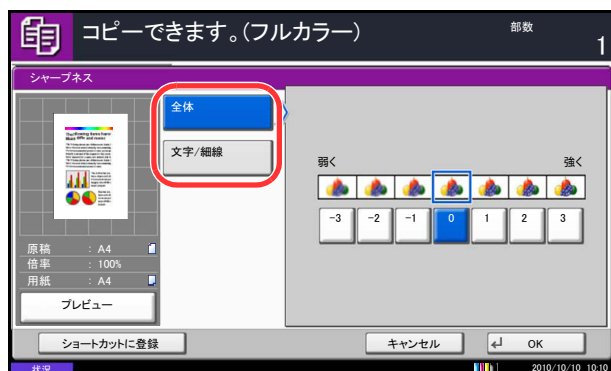 コピーできます。(フルカラー)
部数
1
シャープネス
全体
文字/細線
弱く
強く
-3 -2 -1 0 1 2 3
原稿 : A4
倍率 : 100%
用紙 : A4
プレビュー
ショートカットに登録
キャンセル
OK
状況
2010/10/10 10:10